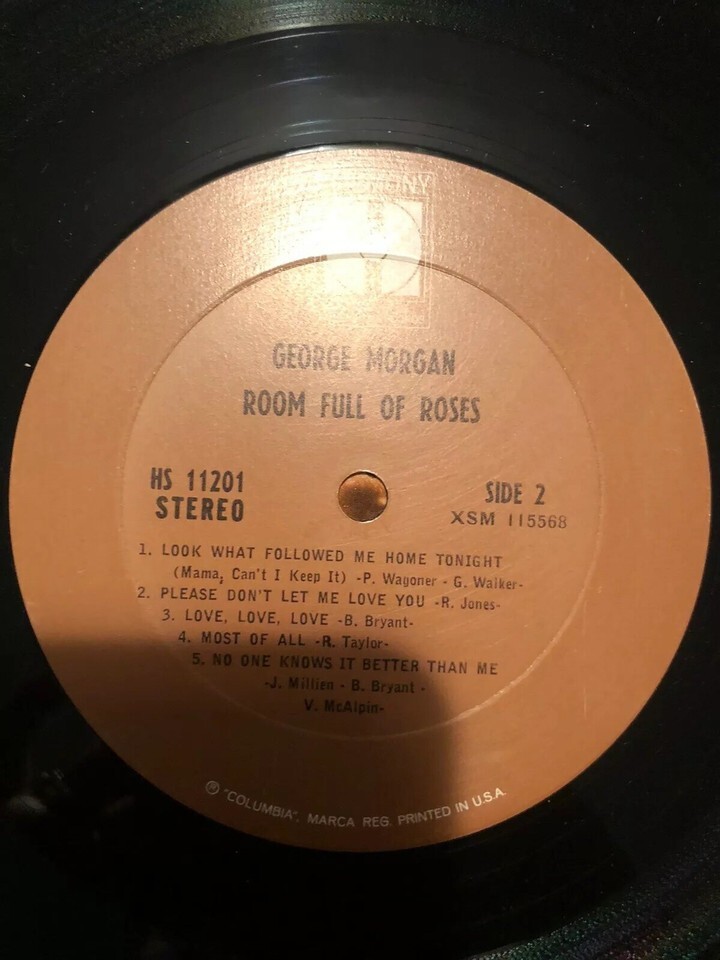 HARMONY
GEORGE MORGAN
ROOM FULL OF ROSES
HS 11201
STEREO
SIDE 2
XSM 115568
1. LOOK WHAT FOLLOWED ME HOME TONIGHT
(Mama, Can't I Keep It) -P. Wagoner - G. Walker-
2. PLEASE DON'T LET ME LOVE YOU -R. Jones-
3. LOVE, LOVE, LOVE -B. Bryant-
4. MOST OF ALL -R. Taylor-
5. NO ONE KNOWS IT BETTER THAN ME
-J. Millien - B. Bryant -
V. McAlpin-
Ⓟ "COLUMBIA", MARCA REG. PRINTED IN U.S.A.